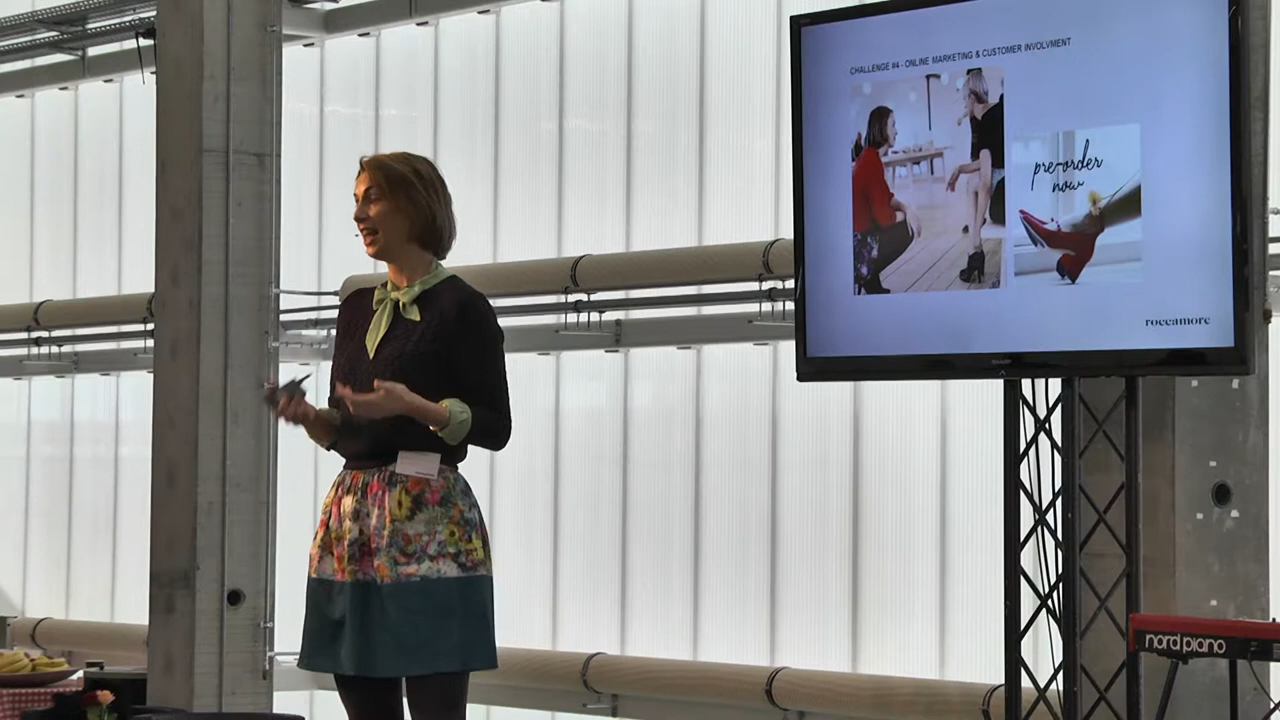 CHALLENGE #4 - ONLINE MARKETING & CUSTOMER INVOLVMENT
pre-order
now
roccamore
SHARP
nord piano